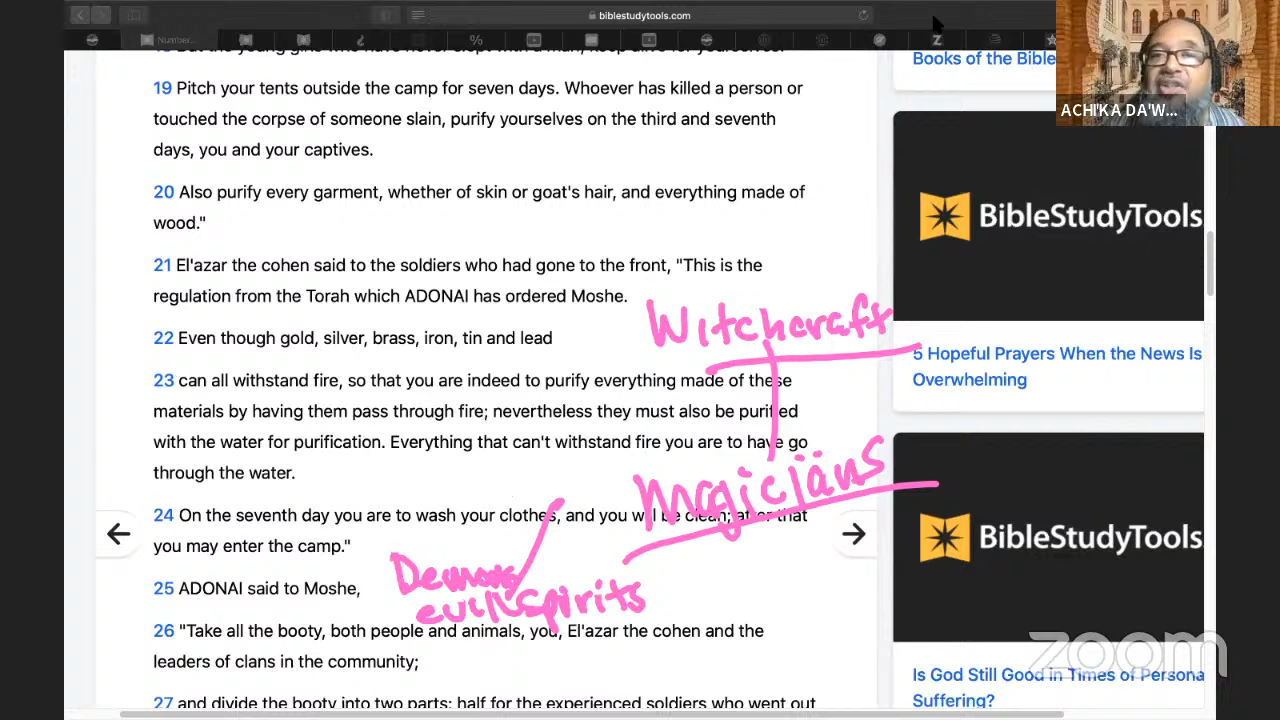 biblestudytools.com
Number...
19 Pitch your tents outside the camp for seven days. Whoever has killed a person or
touched the corpse of someone slain, purify yourselves on the third and seventh
days, you and your captives.
20 Also purify every garment, whether of skin or goat's hair, and everything made of
wood."
21 El'azar the cohen said to the soldiers who had gone to the front, "This is the
regulation from the Torah which ADONAI has ordered Moshe.
22 Even though gold, silver, brass, iron, tin and lead
23 can all withstand fire, so that you are indeed to purify everything made of these
materials by having them pass through fire; nevertheless they must also be purified
with the water for purification. Everything that can't withstand fire you are to have go
through the water.
24 On the seventh day you are to wash your clothes, and you will be clean; after that
you may enter the camp."
25 ADONAI said to Moshe,
26 "Take all the booty, both people and animals, you, El'azar the cohen and the
leaders of clans in the community;
27 and divide the booty into two parts: half for the experienced soldiers who went out
Witchcraft
Magicians
Demons
evil spirits
Books of the Bible
ACHI'KA DA'W...
BibleStudyTools
5 Hopeful Prayers When the News Is
Overwhelming
BibleStudyTools
Is God Still Good in Times of Persona
Suffering?
zoom